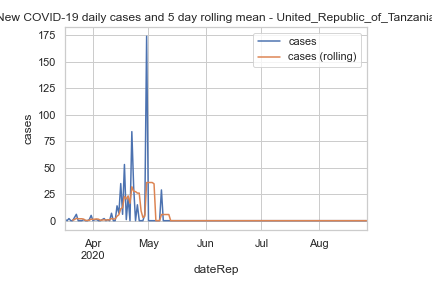 New COVID-19 daily cases and 5 day rolling mean - United_Republic_of_Tanzania
cases
cases (rolling)
175
150
125
100
75
50
25
0
cases
Apr
2020
May
Jun
Jul
Aug
dateRep